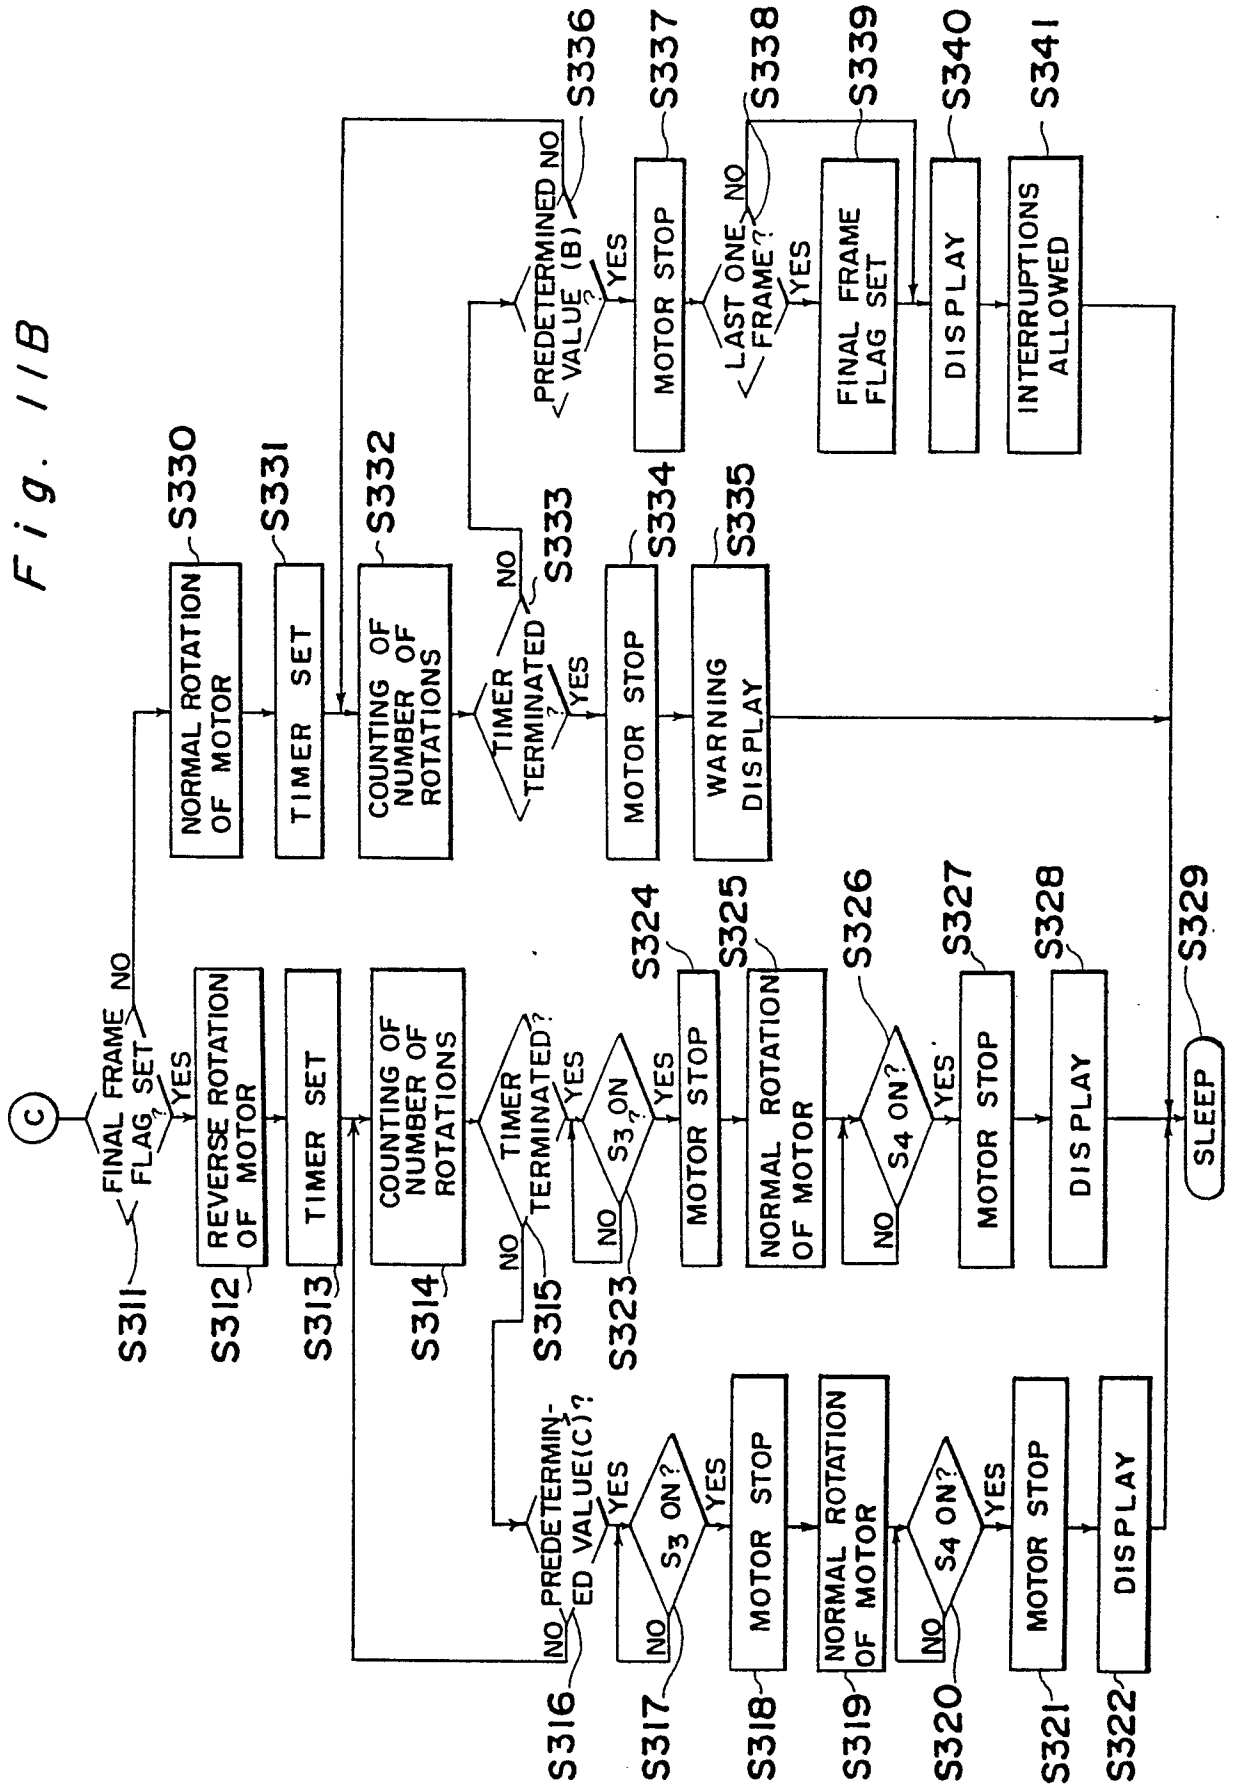 Fig. 11B
C
FINAL FRAME
FLAG SET
?
NO
YES
S311
REVERSE ROTATION
OF MOTOR
S312
TIMER SET
S313
COUNTING OF
NUMBER OF
ROTATIONS
S314
TIMER
TERMINATED?
NO
YES
S315
NO
PREDETERMIN-
ED VALUE(C)?
YES
S316
S3 ON?
NO
YES
S317
MOTOR STOP
S318
NORMAL ROTATION
OF MOTOR
S319
S4 ON?
NO
YES
S320
MOTOR STOP
S321
DISPLAY
S322
S3 ON
?
NO
YES
S323
MOTOR STOP
S324
NORMAL ROTATION
OF MOTOR
S325
S4 ON?
NO
YES
S326
MOTOR STOP
S327
DISPLAY
S328
SLEEP
S329
NORMAL ROTATION
OF MOTOR
S330
TIMER SET
S331
COUNTING OF
NUMBER OF
ROTATIONS
S332
TIMER
TERMINATED
?
NO
YES
S333
MOTOR STOP
S334
WARNING
DISPLAY
S335
PREDETERMINED
VALUE (B)
?
NO
YES
S336
MOTOR STOP
S337
LAST ONE
FRAME?
NO
YES
S338
FINAL FRAME
FLAG SET
S339
DISPLAY
S340
INTERRUPTIONS
ALLOWED
S341